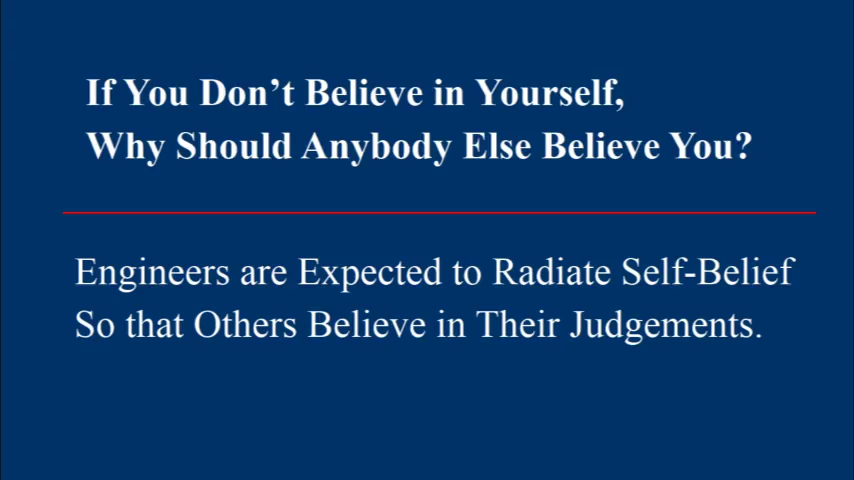 If You Don’t Believe in Yourself,
Why Should Anybody Else Believe You?
Engineers are Expected to Radiate Self-Belief
So that Others Believe in Their Judgements.